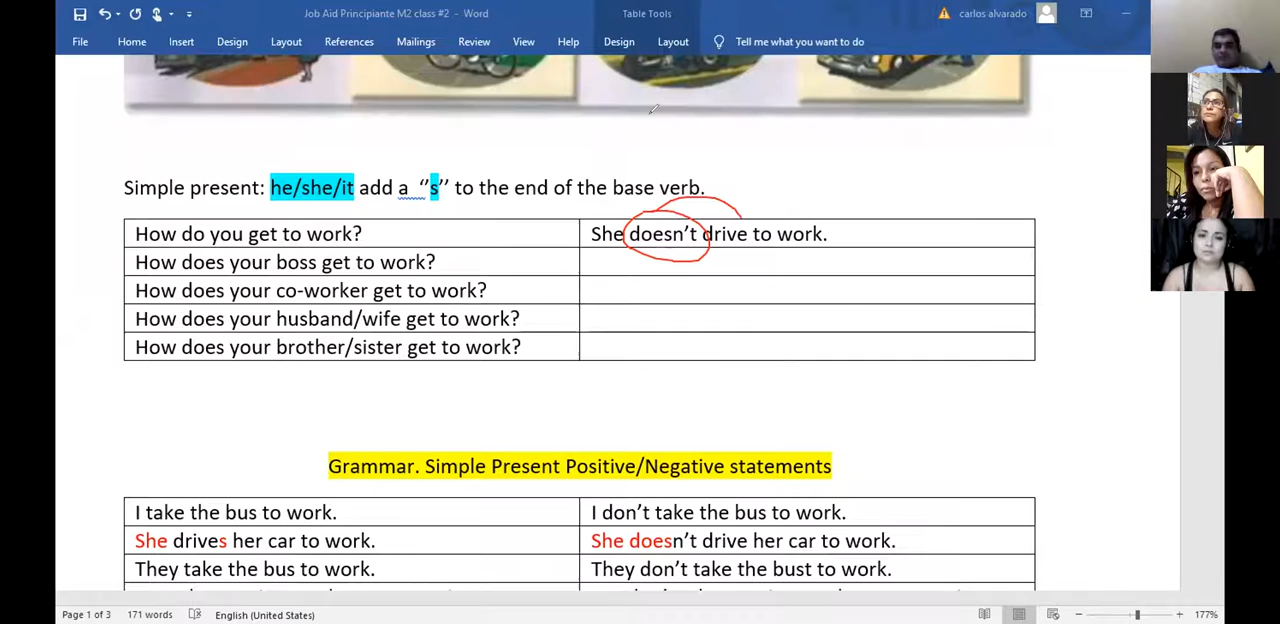 Job Aid Principiante M2 class #2 - Word
Table Tools
carlos alvarado
File Home Insert Design Layout References Mailings Review View Help Design Layout Tell me what you want to do
Simple present: he/she/it add a “s” to the end of the base verb.
How do you get to work? She doesn’t drive to work.
How does your boss get to work?
How does your co-worker get to work?
How does your husband/wife get to work?
How does your brother/sister get to work?
Grammar. Simple Present Positive/Negative statements
I take the bus to work. I don’t take the bus to work.
She drives her car to work. She doesn’t drive her car to work.
They take the bus to work. They don’t take the bust to work.
Page 1 of 3 171 words English (United States) 177%